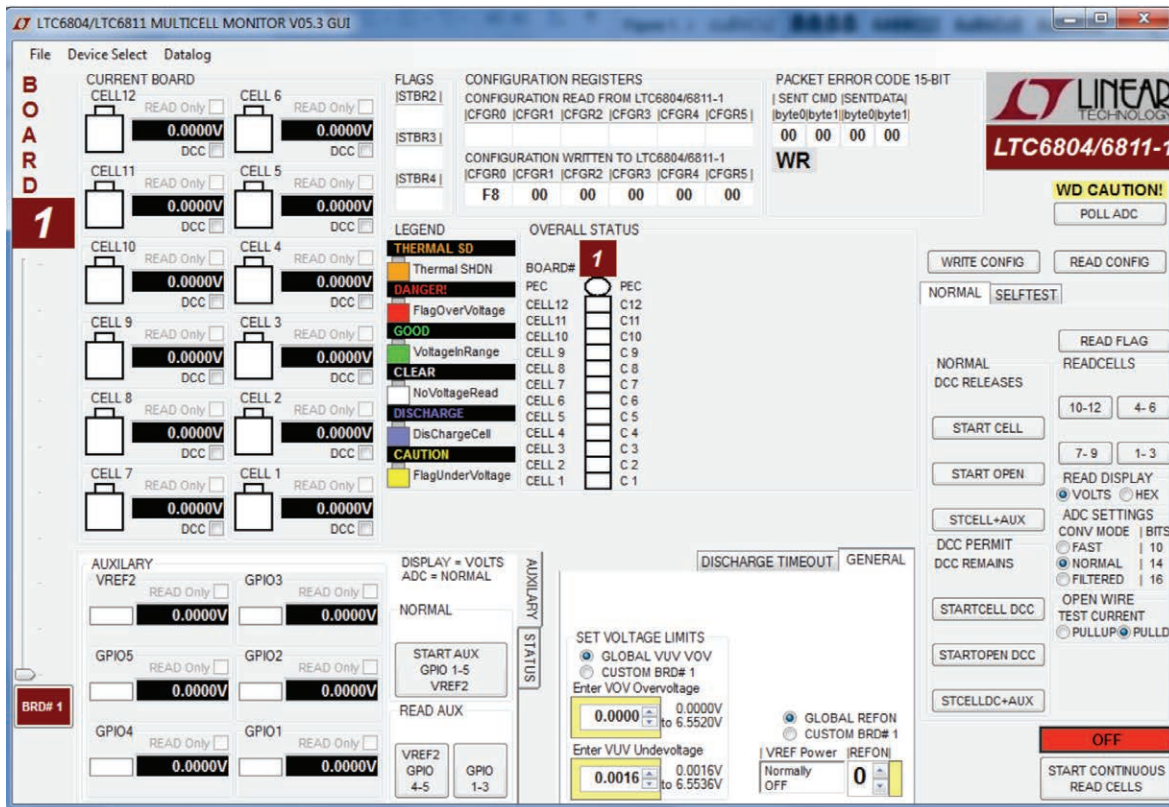 LTC6804/LTC6811 MULTICELL MONITOR V05.3 GUI
File Device Select Datalog
BOARD
1
BRD# 1
CURRENT BOARD
CELL12 READ Only
0.0000V
DCC
CELL 6 READ Only
0.0000V
DCC
CELL11 READ Only
0.0000V
DCC
CELL 5 READ Only
0.0000V
DCC
CELL10 READ Only
0.0000V
DCC
CELL 4 READ Only
0.0000V
DCC
CELL 9 READ Only
0.0000V
DCC
CELL 3 READ Only
0.0000V
DCC
CELL 8 READ Only
0.0000V
DCC
CELL 2 READ Only
0.0000V
DCC
CELL 7 READ Only
0.0000V
DCC
CELL 1 READ Only
0.0000V
DCC
FLAGS
|STBR2 |
|STBR3 |
|STBR4 |
CONFIGURATION REGISTERS
CONFIGURATION READ FROM LTC6804/6811-1
|CFGR0 |CFGR1 |CFGR2 |CFGR3 |CFGR4 |CFGR5 |
CONFIGURATION WRITTEN TO LTC6804/6811-1
|CFGR0 |CFGR1 |CFGR2 |CFGR3 |CFGR4 |CFGR5 |
F8 00 00 00 00 00
PACKET ERROR CODE 15-BIT
| SENT CMD |SENTDATA|
|byte0|byte1||byte0|byte1|
00 00 00 00
WR
LINEAR
TECHNOLOGY
LTC6804/6811-1
WD CAUTION!
POLL ADC
WRITE CONFIG READ CONFIG
LEGEND
THERMAL SD
Thermal SHDN
DANGER!
FlagOverVoltage
GOOD
VoltageInRange
CLEAR
NoVoltageRead
DISCHARGE
DisChargeCell
CAUTION
FlagUnderVoltage
OVERALL STATUS
BOARD# 1
PEC PEC
CELL12 C12
CELL11 C11
CELL10 C10
CELL 9 C 9
CELL 8 C 8
CELL 7 C 7
CELL 6 C 6
CELL 5 C 5
CELL 4 C 4
CELL 3 C 3
CELL 2 C 2
CELL 1 C 1
NORMAL SELFTEST
READ FLAG
NORMAL
DCC RELEASES
START CELL
START OPEN
STCELL+AUX
DCC PERMIT
DCC REMAINS
STARTCELL DCC
STARTOPEN DCC
STCELLDC+AUX
READCELLS
10-12 4- 6
7- 9 1- 3
READ DISPLAY
VOLTS HEX
ADC SETTINGS
CONV MODE | BITS
FAST | 10
NORMAL | 14
FILTERED | 16
OPEN WIRE
TEST CURRENT
PULLUP PULLD
OFF
START CONTINUOUS
READ CELLS
AUXILARY
VREF2 READ Only
0.0000V
GPIO3 READ Only
0.0000V
GPIO5 READ Only
0.0000V
GPIO2 READ Only
0.0000V
GPIO4 READ Only
0.0000V
GPIO1 READ Only
0.0000V
DISPLAY = VOLTS
ADC = NORMAL
NORMAL
START AUX
GPIO 1-5
VREF2
READ AUX
VREF2
GPIO
4-5
GPIO
1-3
AUXILARY
STATUS
DISCHARGE TIMEOUT GENERAL
SET VOLTAGE LIMITS
GLOBAL VUV VOV
CUSTOM BRD# 1
Enter VOV Overvoltage
0.0000 0.0000V
to 6.5520V
Enter VUV Undevoltage
0.0016 0.0016V
to 6.5536V
GLOBAL REFON
CUSTOM BRD# 1
| VREF Power |REFON|
Normally
OFF
0